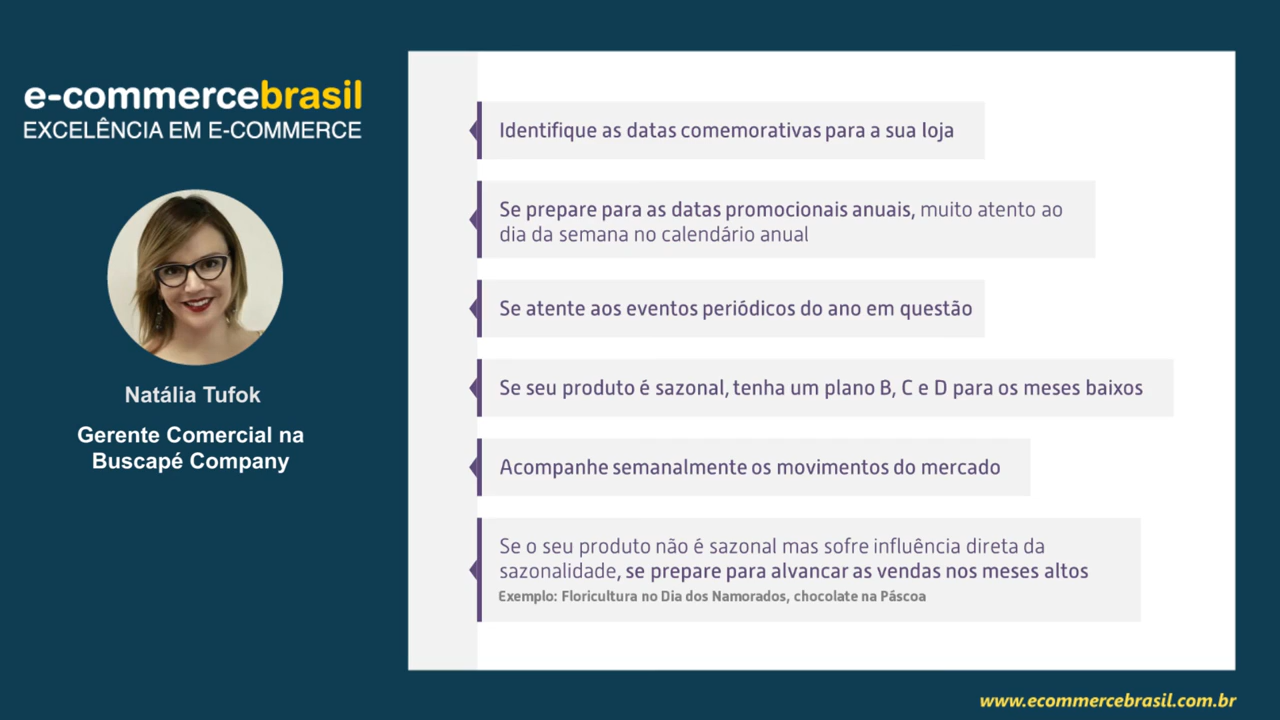 e-commercebrasil
EXCELÊNCIA EM E-COMMERCE
Natália Tufok
Gerente Comercial na
Buscapé Company
Identifique as datas comemorativas para a sua loja
Se prepare para as datas promocionais anuais, muito atento ao
dia da semana no calendário anual
Se atente aos eventos periódicos do ano em questão
Se seu produto é sazonal, tenha um plano B, C e D para os meses baixos
Acompanhe semanalmente os movimentos do mercado
Se o seu produto não é sazonal mas sofre influência direta da
sazonalidade, se prepare para alvancar as vendas nos meses altos
Exemplo: Floricultura no Dia dos Namorados, chocolate na Páscoa
www.ecommercebrasil.com.br